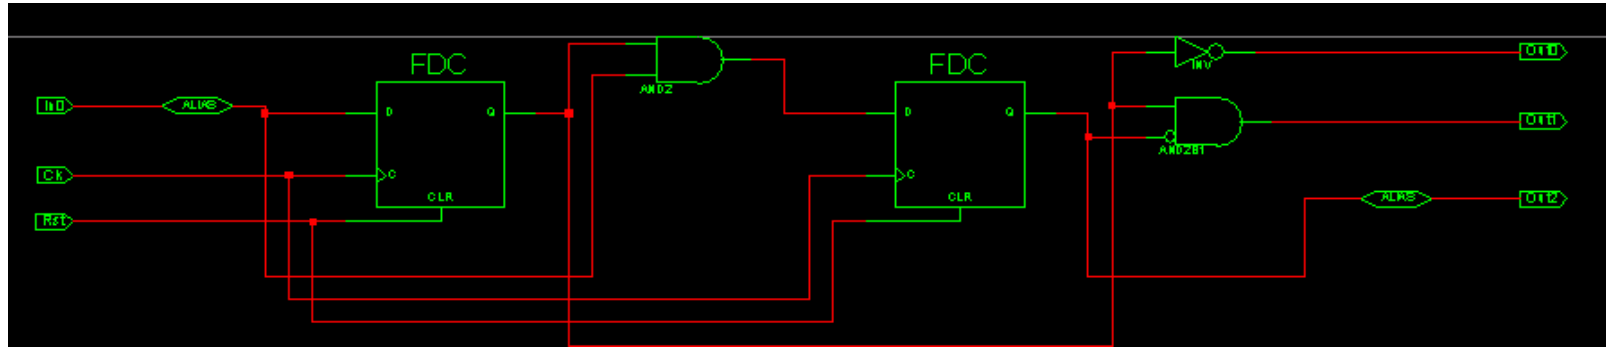 FDC
FDC
INV
Out0
AND2
In0
ALIAS
D
Q
D
Q
Out1
AND2B1
Ck
C
C
CLR
CLR
ALIAS
Out2
Rst